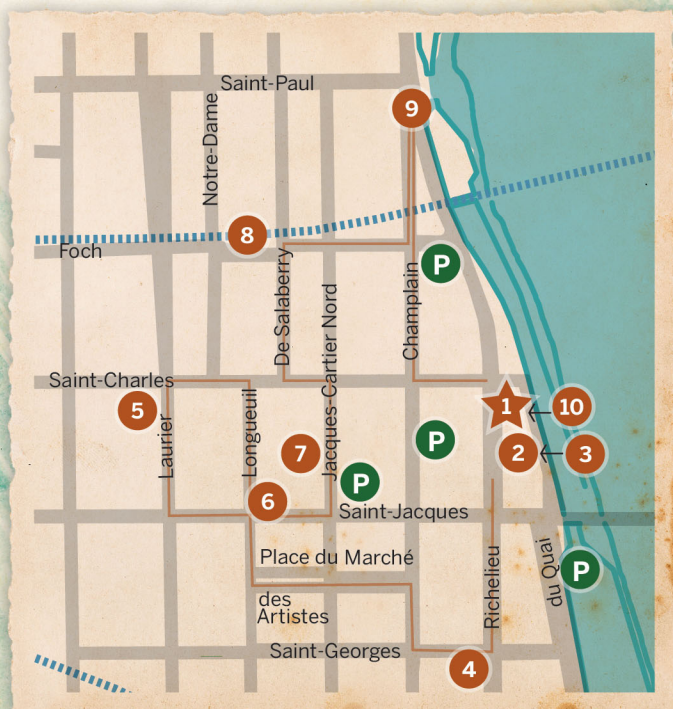 Saint-Paul
9
Notre-Dame
8
Foch
P
De Salaberry
Jacques-Cartier Nord
Champlain
Saint-Charles
5
Laurier
Longueuil
7
6
P
P
1
10
2
3
Saint-Jacques
Place du Marché
des
Artistes
Richelieu
du Quai
P
Saint-Georges
4